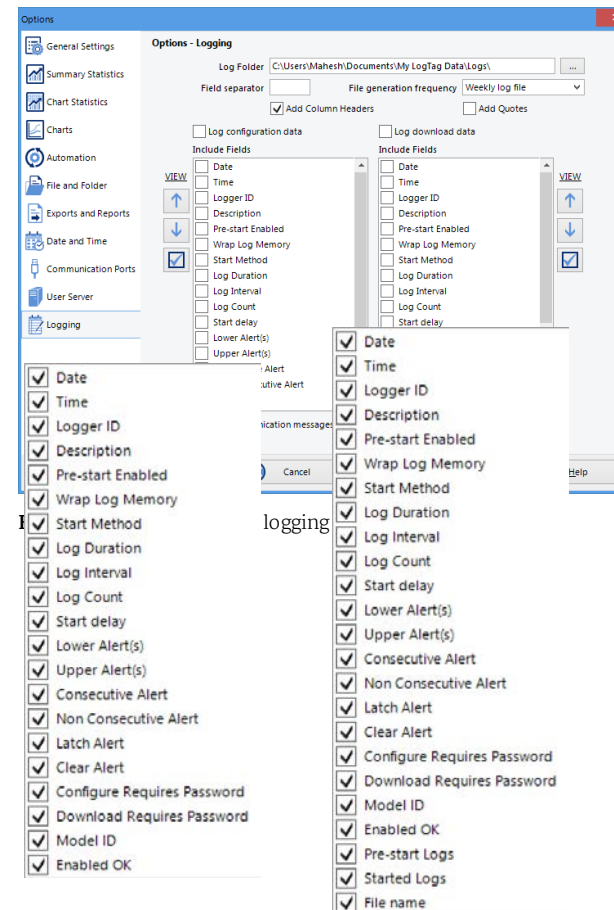 Options
General Settings
Summary Statistics
Chart Statistics
Charts
Automation
File and Folder
Exports and Reports
Date and Time
Communication Ports
User Server
Logging
Options - Logging
Log Folder C:\Users\Mahesh\Documents\My LogTag Data\Logs\ ...
Field separator File generation frequency Weekly log file
Add Column Headers Add Quotes
Log configuration data
Include Fields
VIEW
Date
Time
Logger ID
Description
Pre-start Enabled
Wrap Log Memory
Start Method
Log Duration
Log Interval
Log Count
Start delay
Lower Alert(s)
Upper Alert(s)
Alert
Alert
Log download data
Include Fields
VIEW
Date
Time
Logger ID
Description
Pre-start Enabled
Wrap Log Memory
Start Method
Log Duration
Log Interval
Log Count
Start delay
messages
Cancel
Help
logging
Date
Time
Logger ID
Description
Pre-start Enabled
Wrap Log Memory
Start Method
Log Duration
Log Interval
Log Count
Start delay
Lower Alert(s)
Upper Alert(s)
Consecutive Alert
Non Consecutive Alert
Latch Alert
Clear Alert
Configure Requires Password
Download Requires Password
Model ID
Enabled OK
Date
Time
Logger ID
Description
Pre-start Enabled
Wrap Log Memory
Start Method
Log Duration
Log Interval
Log Count
Start delay
Lower Alert(s)
Upper Alert(s)
Consecutive Alert
Non Consecutive Alert
Latch Alert
Clear Alert
Configure Requires Password
Download Requires Password
Model ID
Enabled OK
Pre-start Logs
Started Logs
File name